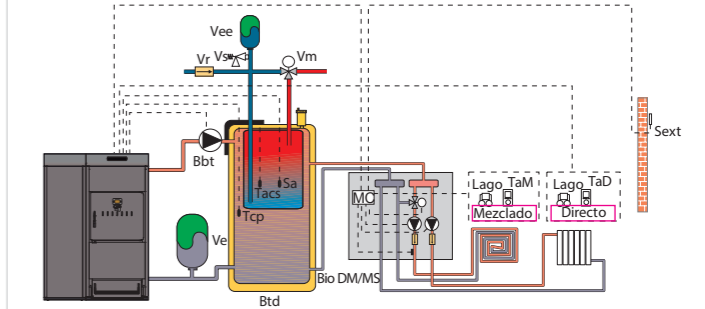 Vee
Vr
Vs
Vm
Bbt
Sext
Sa
Tacs
Tcp
Lago TaM
Lago TaD
MC
Mezclado
Directo
Ve
Bio DM/MS
Btd